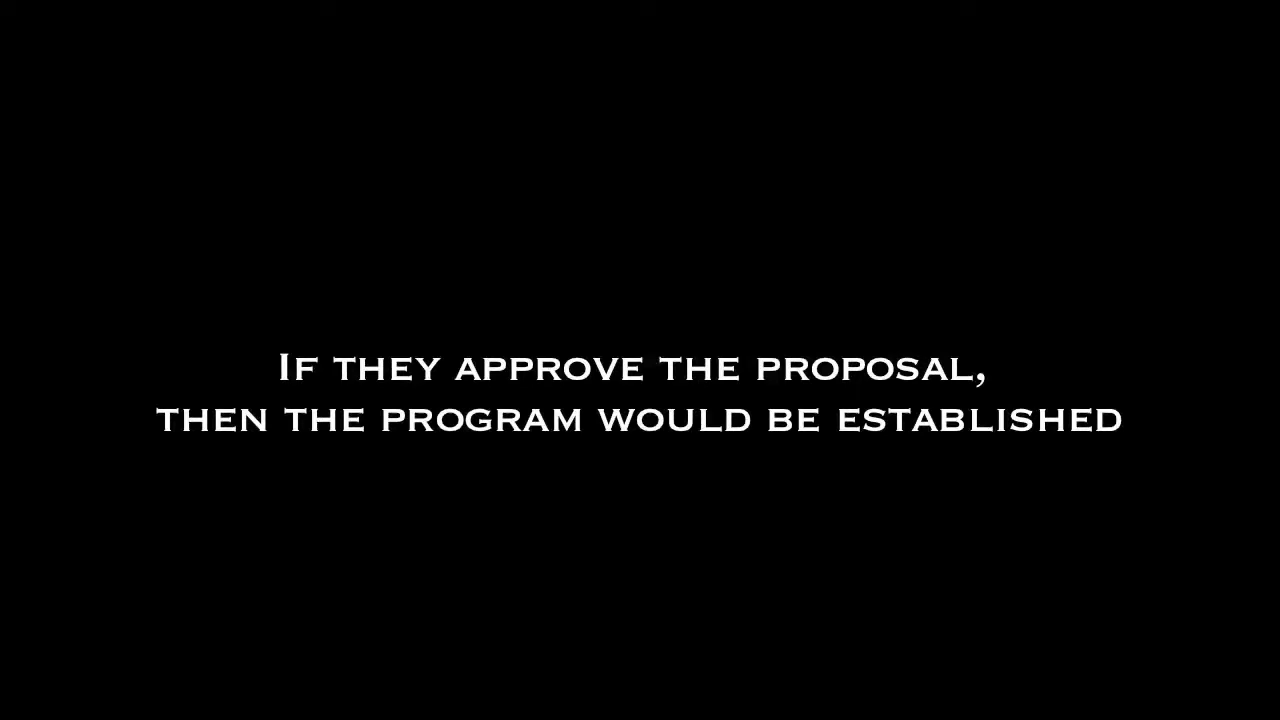 If they approve the proposal,
then the program would be established